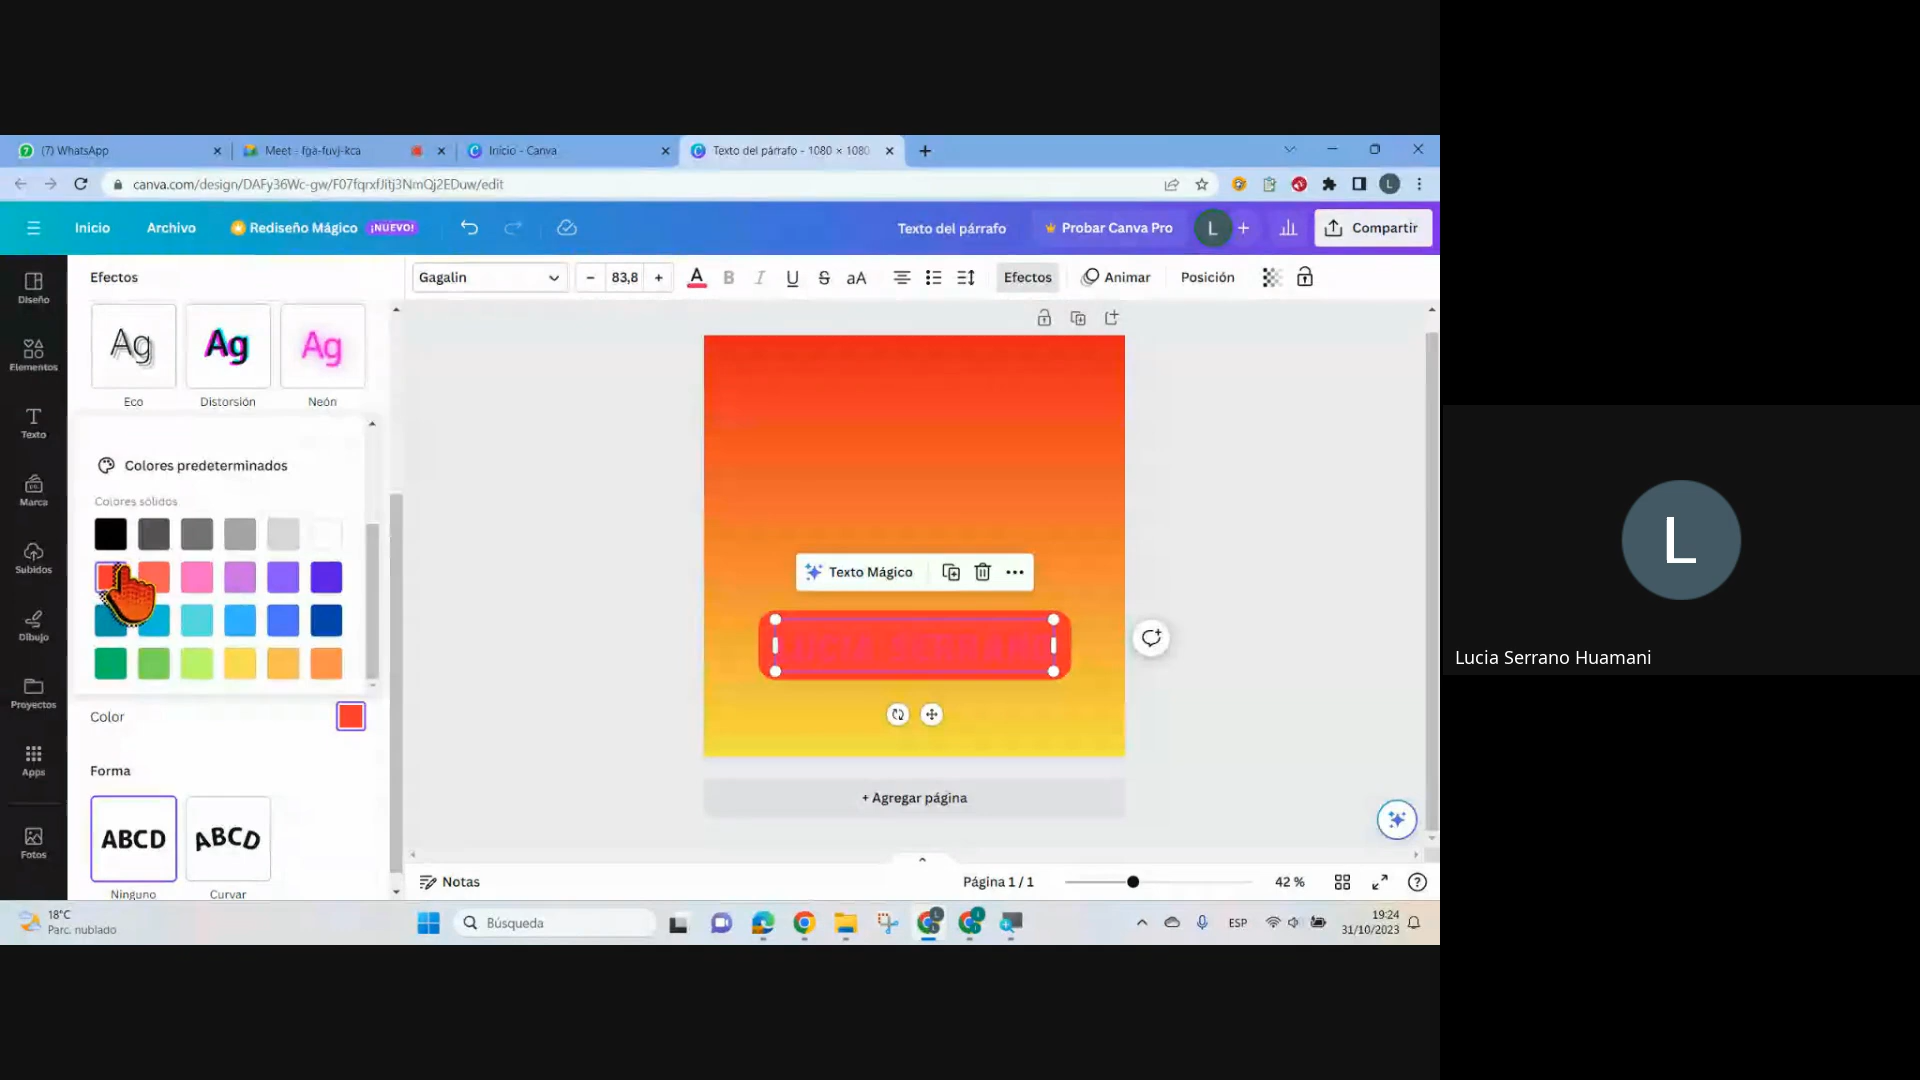 (7) WhatsApp
Meet - fga-fuvj-kca
Inicio - Canva
Texto del párrafo - 1080 × 1080
canva.com/design/DAFy36Wc-gw/F07fqrxfJitj3NmQj2EDuw/edit
Inicio
Archivo
Rediseño Mágico
¡NUEVO!
Texto del párrafo
Probar Canva Pro
L
+
Compartir
Efectos
Gagalin
– 83,8 +
A B I U S aA
Efectos
Animar
Posición
Diseño
Elementos
Texto
Marca
Subidos
Dibujo
Proyectos
Apps
Fotos
Ag
Ag
Ag
Eco
Distorsión
Neón
Colores predeterminados
Colores sólidos
Color
Forma
ABCD
ABCD
Ninguno
Curvar
Texto Mágico
LUCIA SERRANO
+ Agregar página
Notas
Página 1 / 1
42 %
18°C
Parc. nublado
Búsqueda
ESP
19:24
31/10/2023
L
Lucia Serrano Huamani